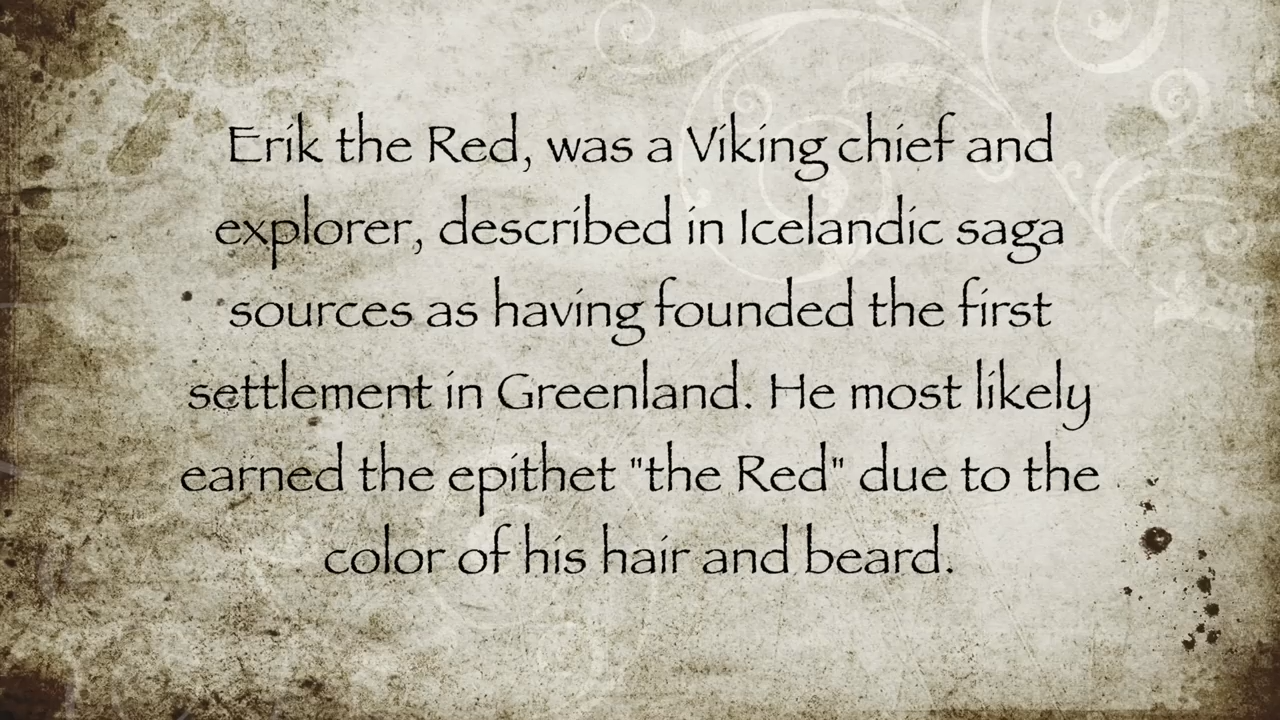 Erik the Red, was a Viking chief and
explorer, described in Icelandic saga
sources as having founded the first
settlement in Greenland. He most likely
earned the epithet "the Red" due to the
color of his hair and beard.